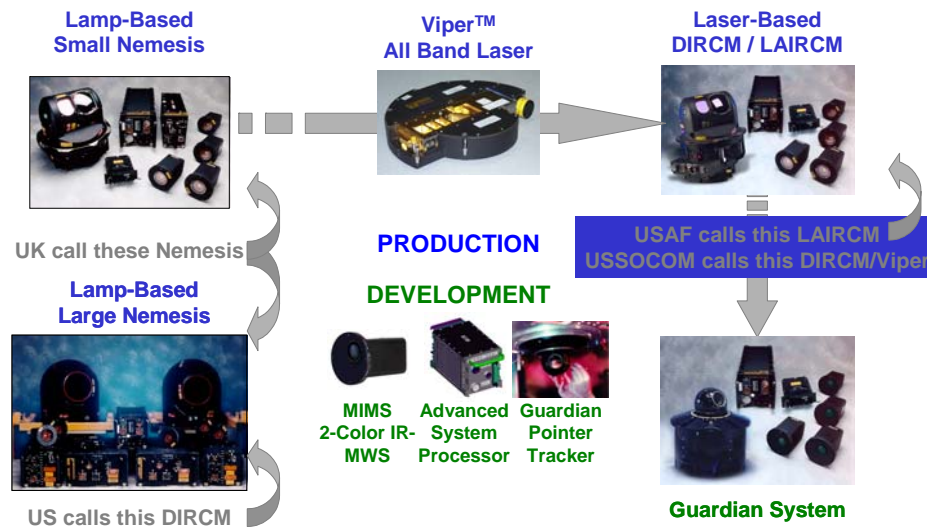 Lamp-Based
Small Nemesis
Viper™
All Band Laser
Laser-Based
DIRCM / LAIRCM
UK call these Nemesis
PRODUCTION
USAF calls this LAIRCM
USSOCOM calls this DIRCM/Viper
Lamp-Based
Large Nemesis
DEVELOPMENT
MIMS
2-Color IR-
MWS
Advanced
System
Processor
Guardian
Pointer
Tracker
US calls this DIRCM
Guardian System